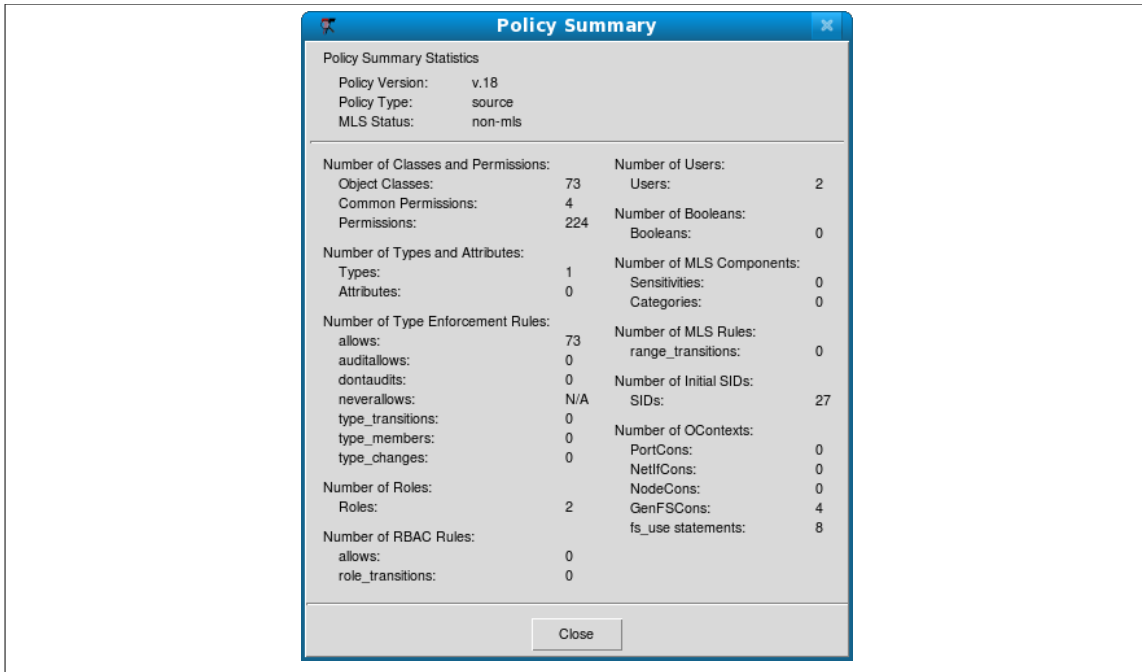 Policy Summary
Policy Summary Statistics
Policy Version: v.18
Policy Type: source
MLS Status: non-mls
Number of Classes and Permissions:
Object Classes: 73
Common Permissions: 4
Permissions: 224
Number of Types and Attributes:
Types: 1
Attributes: 0
Number of Type Enforcement Rules:
allows: 73
auditallows: 0
dontaudits: 0
neverallows: N/A
type_transitions: 0
type_members: 0
type_changes: 0
Number of Roles:
Roles: 2
Number of RBAC Rules:
allows: 0
role_transitions: 0
Number of Users:
Users: 2
Number of Booleans:
Booleans: 0
Number of MLS Components:
Sensitivities: 0
Categories: 0
Number of MLS Rules:
range_transitions: 0
Number of Initial SIDs:
SIDs: 27
Number of OContexts:
PortCons: 0
NetIfCons: 0
NodeCons: 0
GenFSCons: 4
fs_use statements: 8
Close